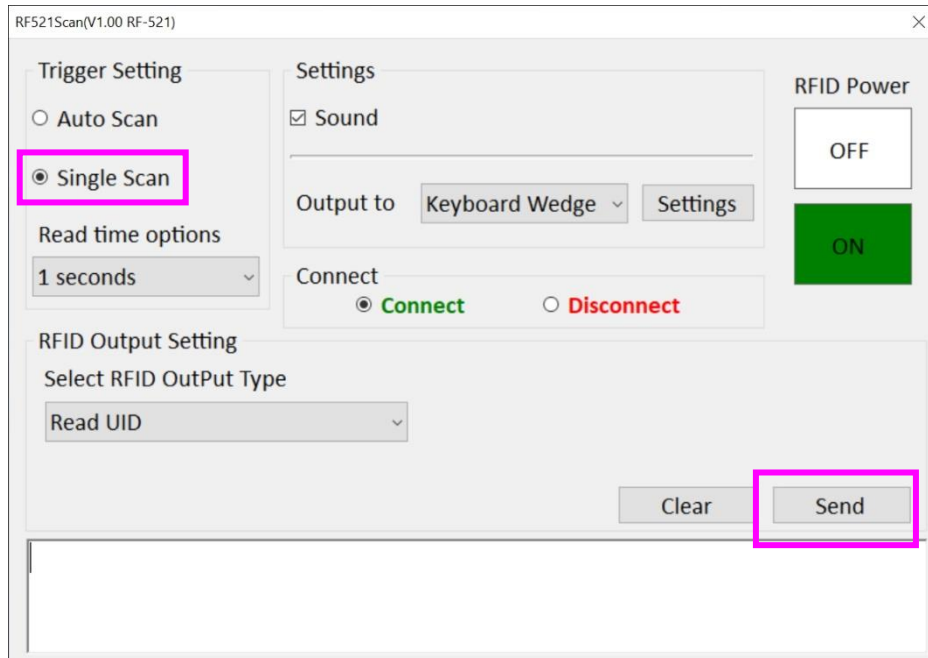 RF521Scan(V1.00 RF-521)
Trigger Setting
Auto Scan
Single Scan
Read time options
1 seconds
Settings
Sound
Output to
Keyboard Wedge
Settings
Connect
Connect
Disconnect
RFID Power
OFF
ON
RFID Output Setting
Select RFID OutPut Type
Read UID
Clear
Send